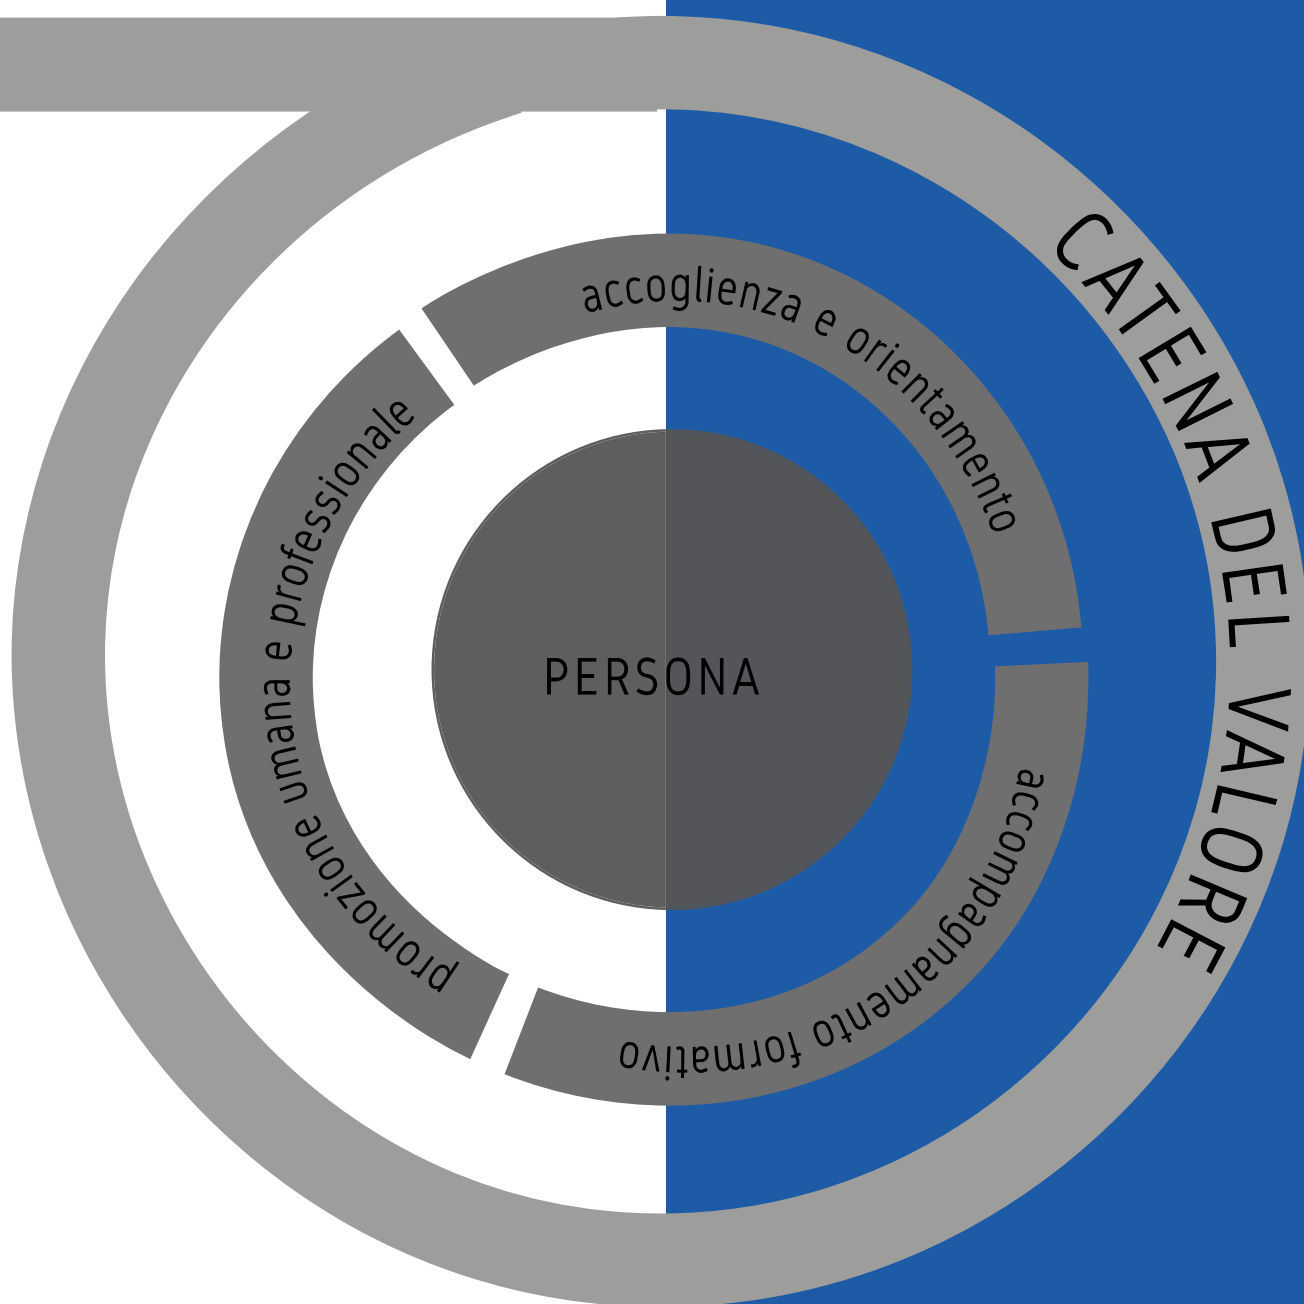 CATENA DEL VALORE
accoglienza e orientamento
accompagnamento formativo
promozione umana e professionale
PERSONA